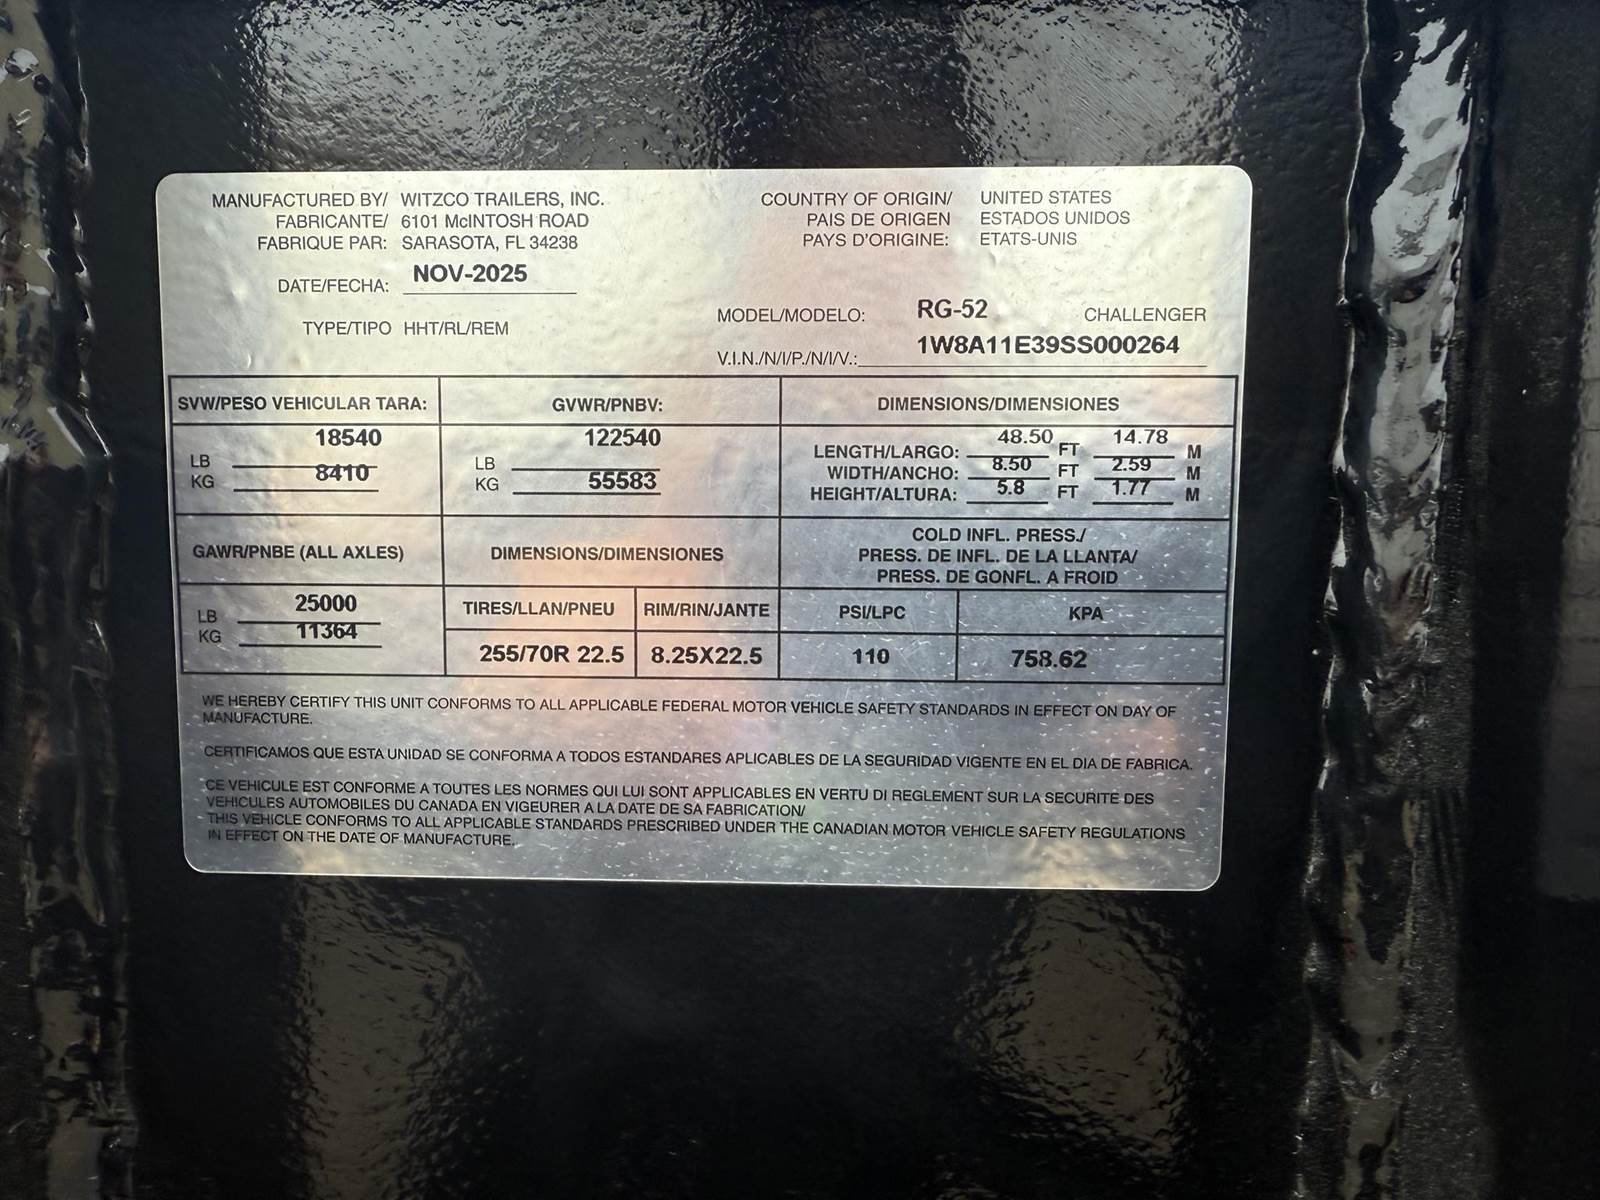 MANUFACTURED BY/ WITZCO TRAILERS, INC.
FABRICANTE/ 6101 McINTOSH ROAD
FABRIQUE PAR: SARASOTA, FL 34238
DATE/FECHA: NOV-2025
TYPE/TIPO HHT/RL/REM
COUNTRY OF ORIGIN/ UNITED STATES
PAIS DE ORIGEN ESTADOS UNIDOS
PAYS D'ORIGINE: ETATS-UNIS
MODEL/MODELO: RG-52 CHALLENGER
V.I.N./N/I/P./N/I/V.: 1W8A11E39SS000264
SVW/PESO VEHICULAR TARA:
LB 18540
KG 8410
GVWR/PNBV:
LB 122540
KG 55583
DIMENSIONS/DIMENSIONES
LENGTH/LARGO: 48.50 FT 14.78 M
WIDTH/ANCHO: 8.50 FT 2.59 M
HEIGHT/ALTURA: 5.8 FT 1.77 M
GAWR/PNBE (ALL AXLES)
LB 25000
KG 11364
DIMENSIONS/DIMENSIONES
TIRES/LLAN/PNEU RIM/RIN/JANTE
255/70R 22.5 8.25X22.5
COLD INFL. PRESS./
PRESS. DE INFL. DE LA LLANTA/
PRESS. DE GONFL. A FROID
PSI/LPC KPA
110 758.62
WE HEREBY CERTIFY THIS UNIT CONFORMS TO ALL APPLICABLE FEDERAL MOTOR VEHICLE SAFETY STANDARDS IN EFFECT ON DAY OF
MANUFACTURE.
CERTIFICAMOS QUE ESTA UNIDAD SE CONFORMA A TODOS ESTANDARES APLICABLES DE LA SEGURIDAD VIGENTE EN EL DIA DE FABRICA.
CE VEHICULE EST CONFORME A TOUTES LES NORMES QUI LUI SONT APPLICABLES EN VERTU DI REGLEMENT SUR LA SECURITE DES
VEHICULES AUTOMOBILES DU CANADA EN VIGEURER A LA DATE DE SA FABRICATION/
THIS VEHICLE CONFORMS TO ALL APPLICABLE STANDARDS PRESCRIBED UNDER THE CANADIAN MOTOR VEHICLE SAFETY REGULATIONS
IN EFFECT ON THE DATE OF MANUFACTURE.